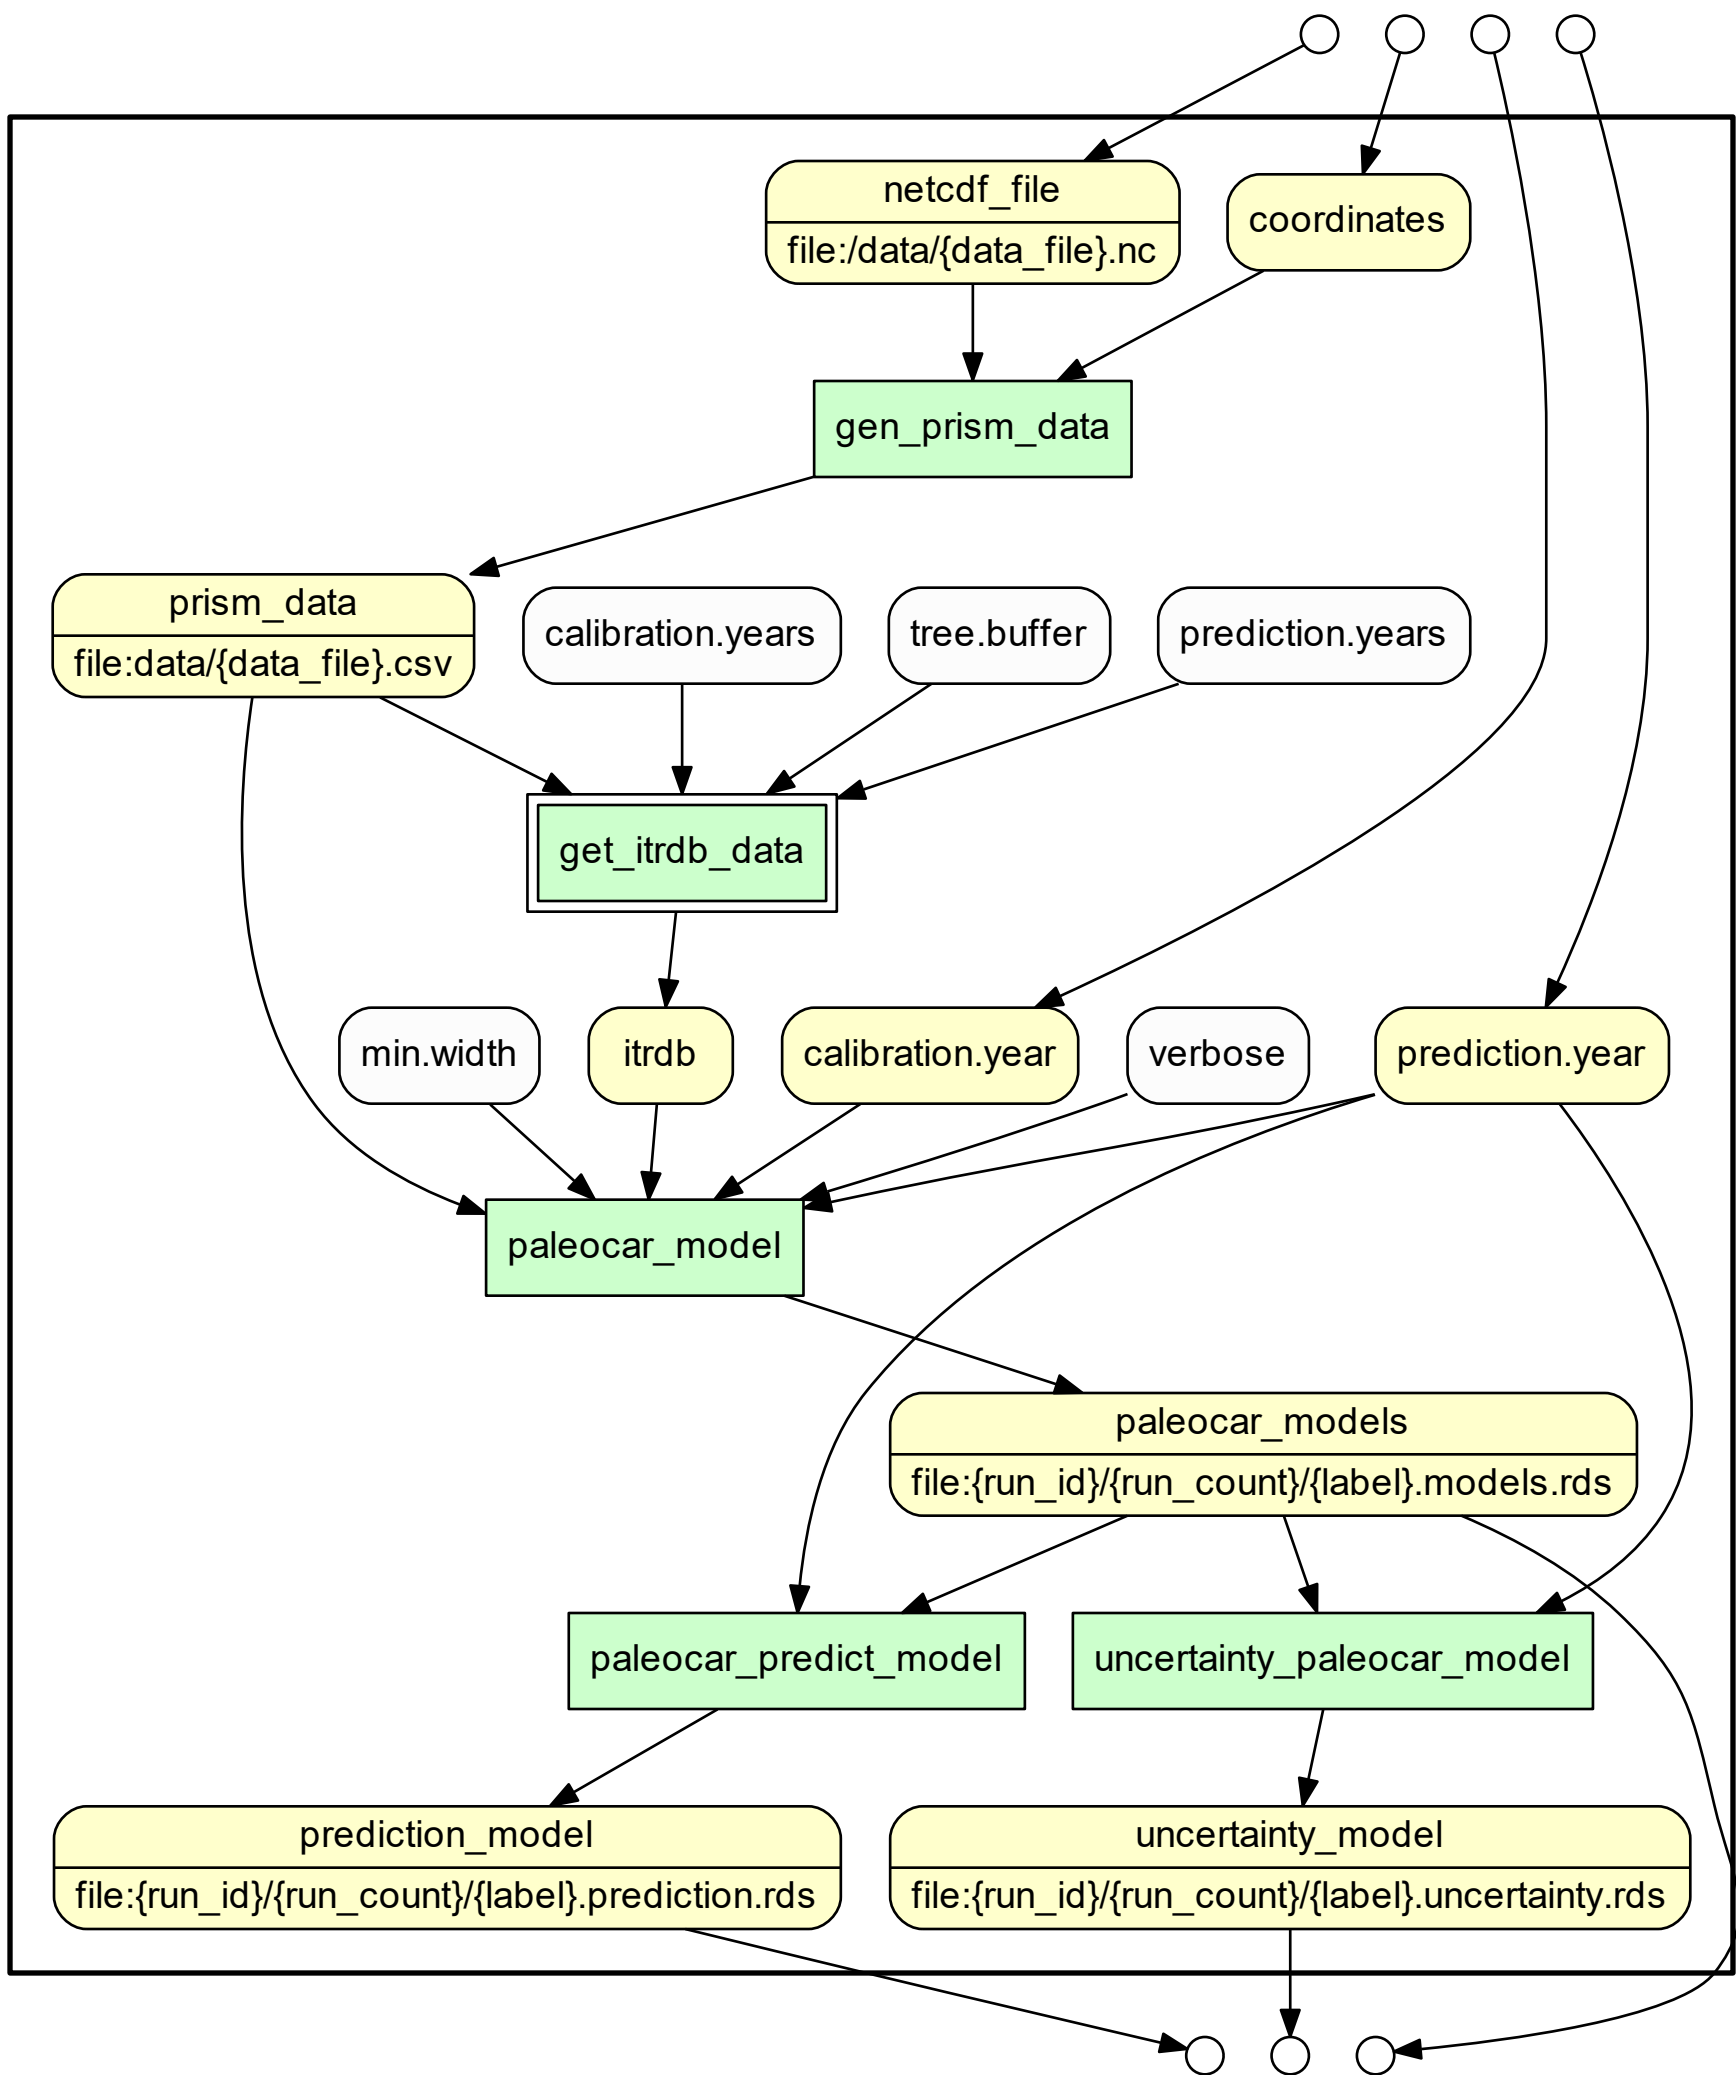 netcdf_file
file:/data/{data_file}.nc
coordinates
gen_prism_data
prism_data
file:data/{data_file}.csv
calibration.years
tree.buffer
prediction.years
get_itrdb_data
min.width
itrdb
calibration.year
verbose
prediction.year
paleocar_model
paleocar_models
file:{run_id}/{run_count}/{label}.models.rds
paleocar_predict_model
uncertainty_paleocar_model
prediction_model
file:{run_id}/{run_count}/{label}.prediction.rds
uncertainty_model
file:{run_id}/{run_count}/{label}.uncertainty.rds